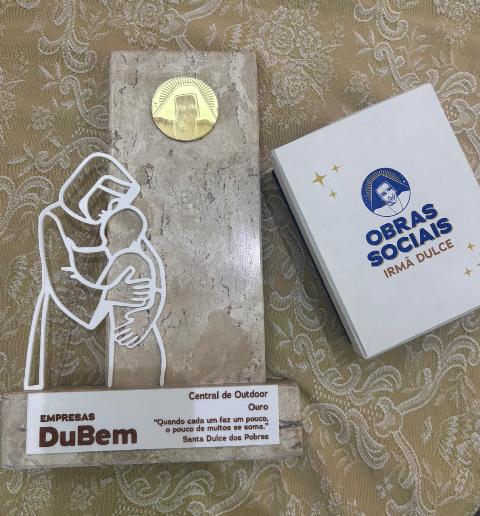 OBRAS
SOCIAIS
IRMÃ DULCE
EMPRESAS
DuBem
Central de Outdoor
Ouro
"Quando cada um faz um pouco,
o pouco de muitos se soma."
Santa Dulce dos Pobres